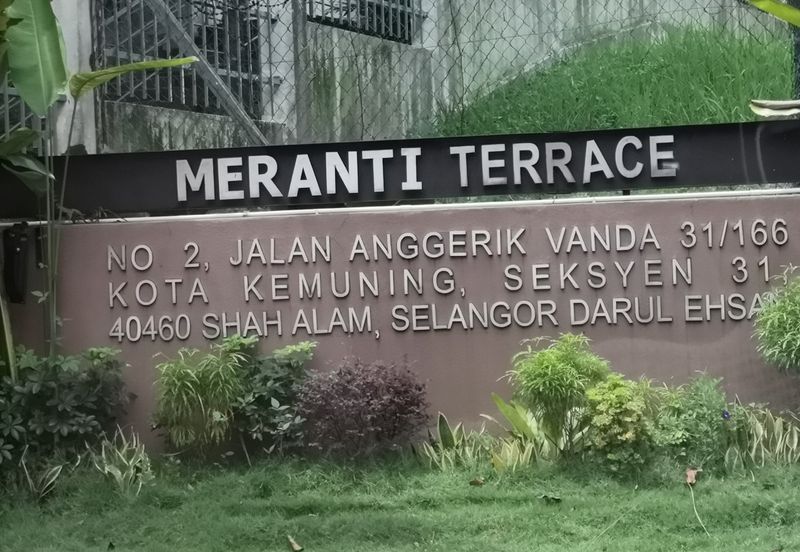 MERANTI TERRACE
NO 2, JALAN ANGGERIK VANDA 31/166
KOTA KEMUNING, SEKSYEN 31
40460 SHAH ALAM, SELANGOR DARUL EHSAN